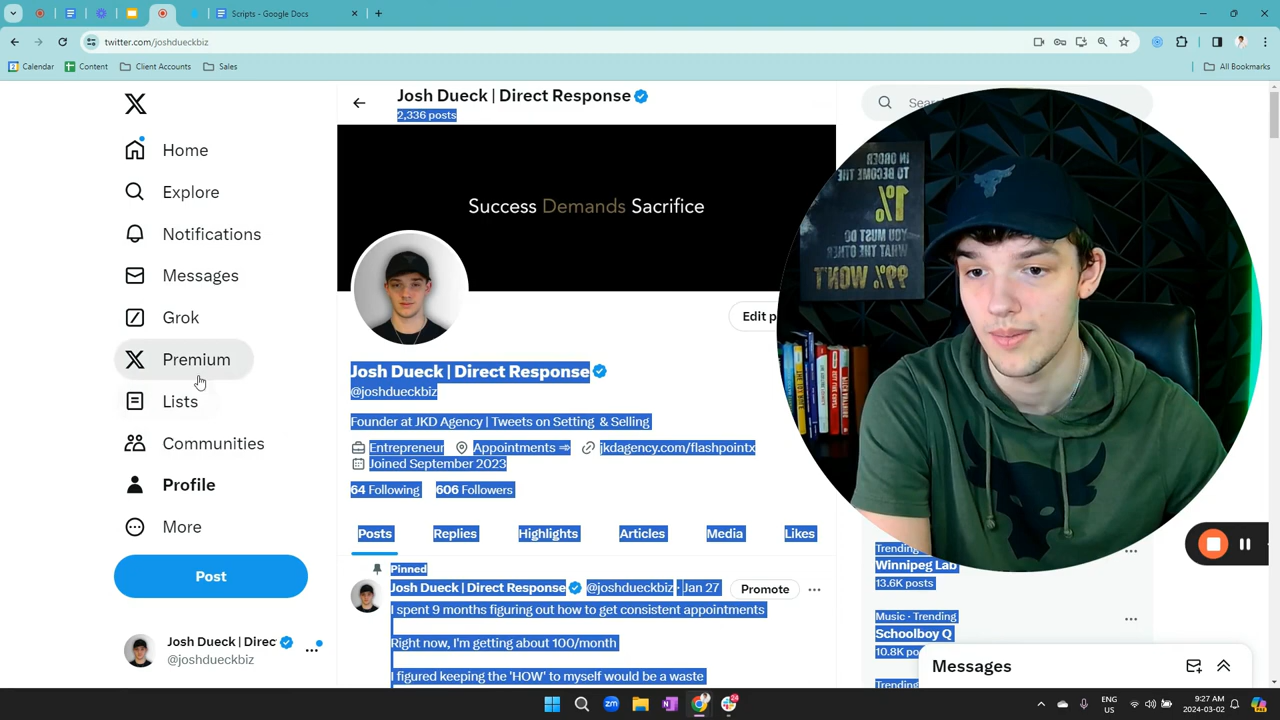 Scripts - Google Docs
twitter.com/joshdueckbiz
Calendar
Content
Client Accounts
Sales
All Bookmarks
Home
Explore
Notifications
Messages
Grok
Premium
Lists
Communities
Profile
More
Post
Josh Dueck | Direc
@joshdueckbiz
Josh Dueck | Direct Response
2,336 posts
Success Demands Sacrifice
Edit p
Josh Dueck | Direct Response
@joshdueckbiz
Founder at JKD Agency | Tweets on Setting & Selling
Entrepreneur Appointments ⇒ jkdagency.com/flashpointx
Joined September 2023
64 Following 606 Followers
Posts Replies Highlights Articles Media Likes
Pinned
Josh Dueck | Direct Response @joshdueckbiz · Jan 27
Promote
I spent 9 months figuring out how to get consistent appointments
Right now, I'm getting about 100/month
I figured keeping the 'HOW' to myself would be a waste
Sear
IN ORDER
TO BECOME THE
1%
YOU MUST DO
WHAT THE OTHER
99% WON'T
Trending
Winnipeg Lab
13.6K posts
Music · Trending
Schoolboy Q
10.8K po
Trending
Messages
24
ENG
US
9:27 AM
2024-03-02